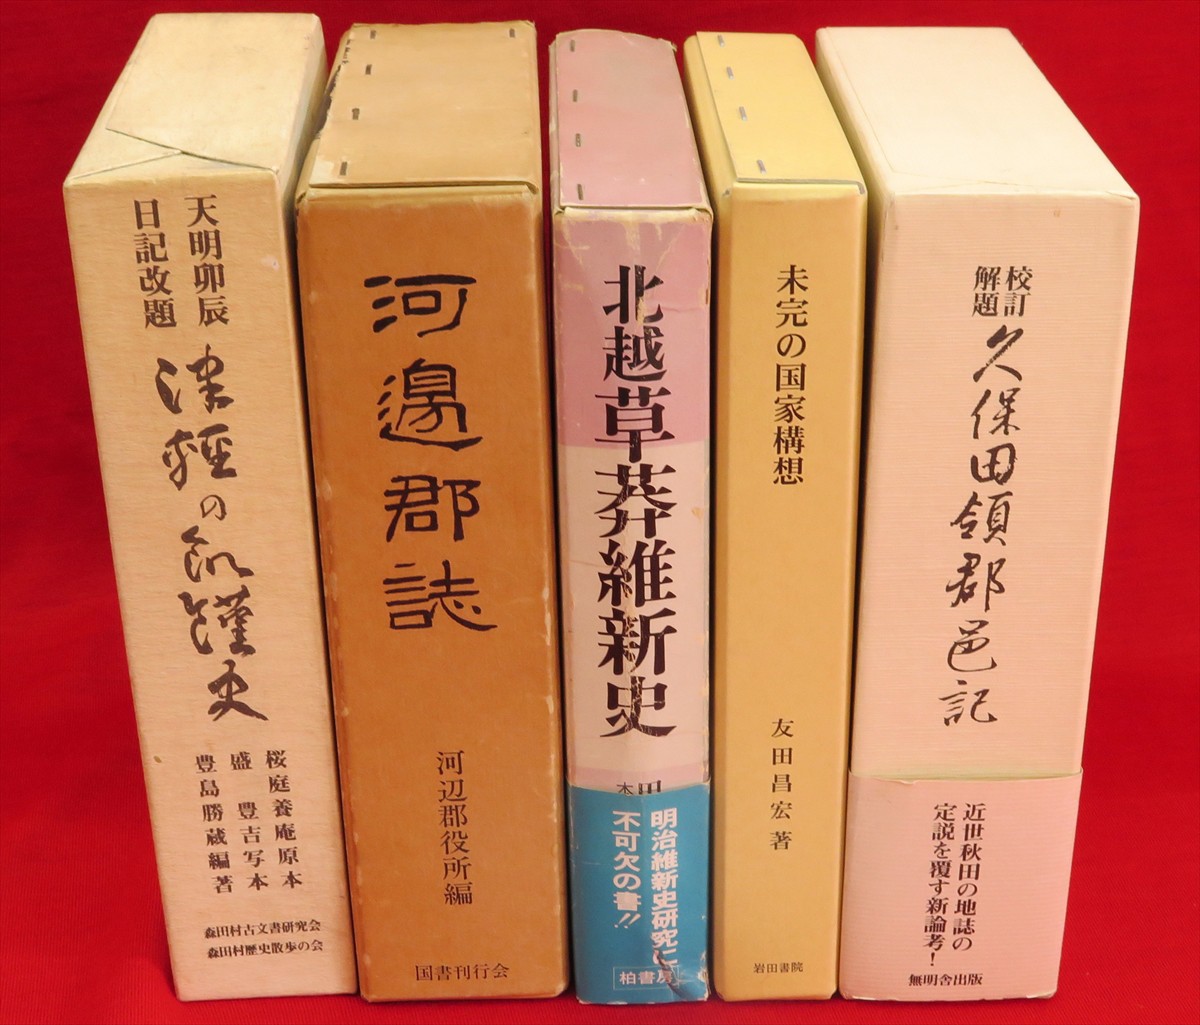 天明卯辰
日記改題
津軽の飢饉史
桜庭養庵原本
盛豊吉写本
豊島勝蔵編著
森田村古文書研究会
森田村歴史散歩の会
河邊郡誌
河辺郡役所編
国書刊行会
北越草莽維新史
田
本
明治維新史研究に
不可欠の書!!
柏書房
未完の国家構想
友田昌宏著
岩田書院
校訂
解題
久保田領郡邑記
近世秋田の地誌の
定説を覆す新論考!
無明舎出版